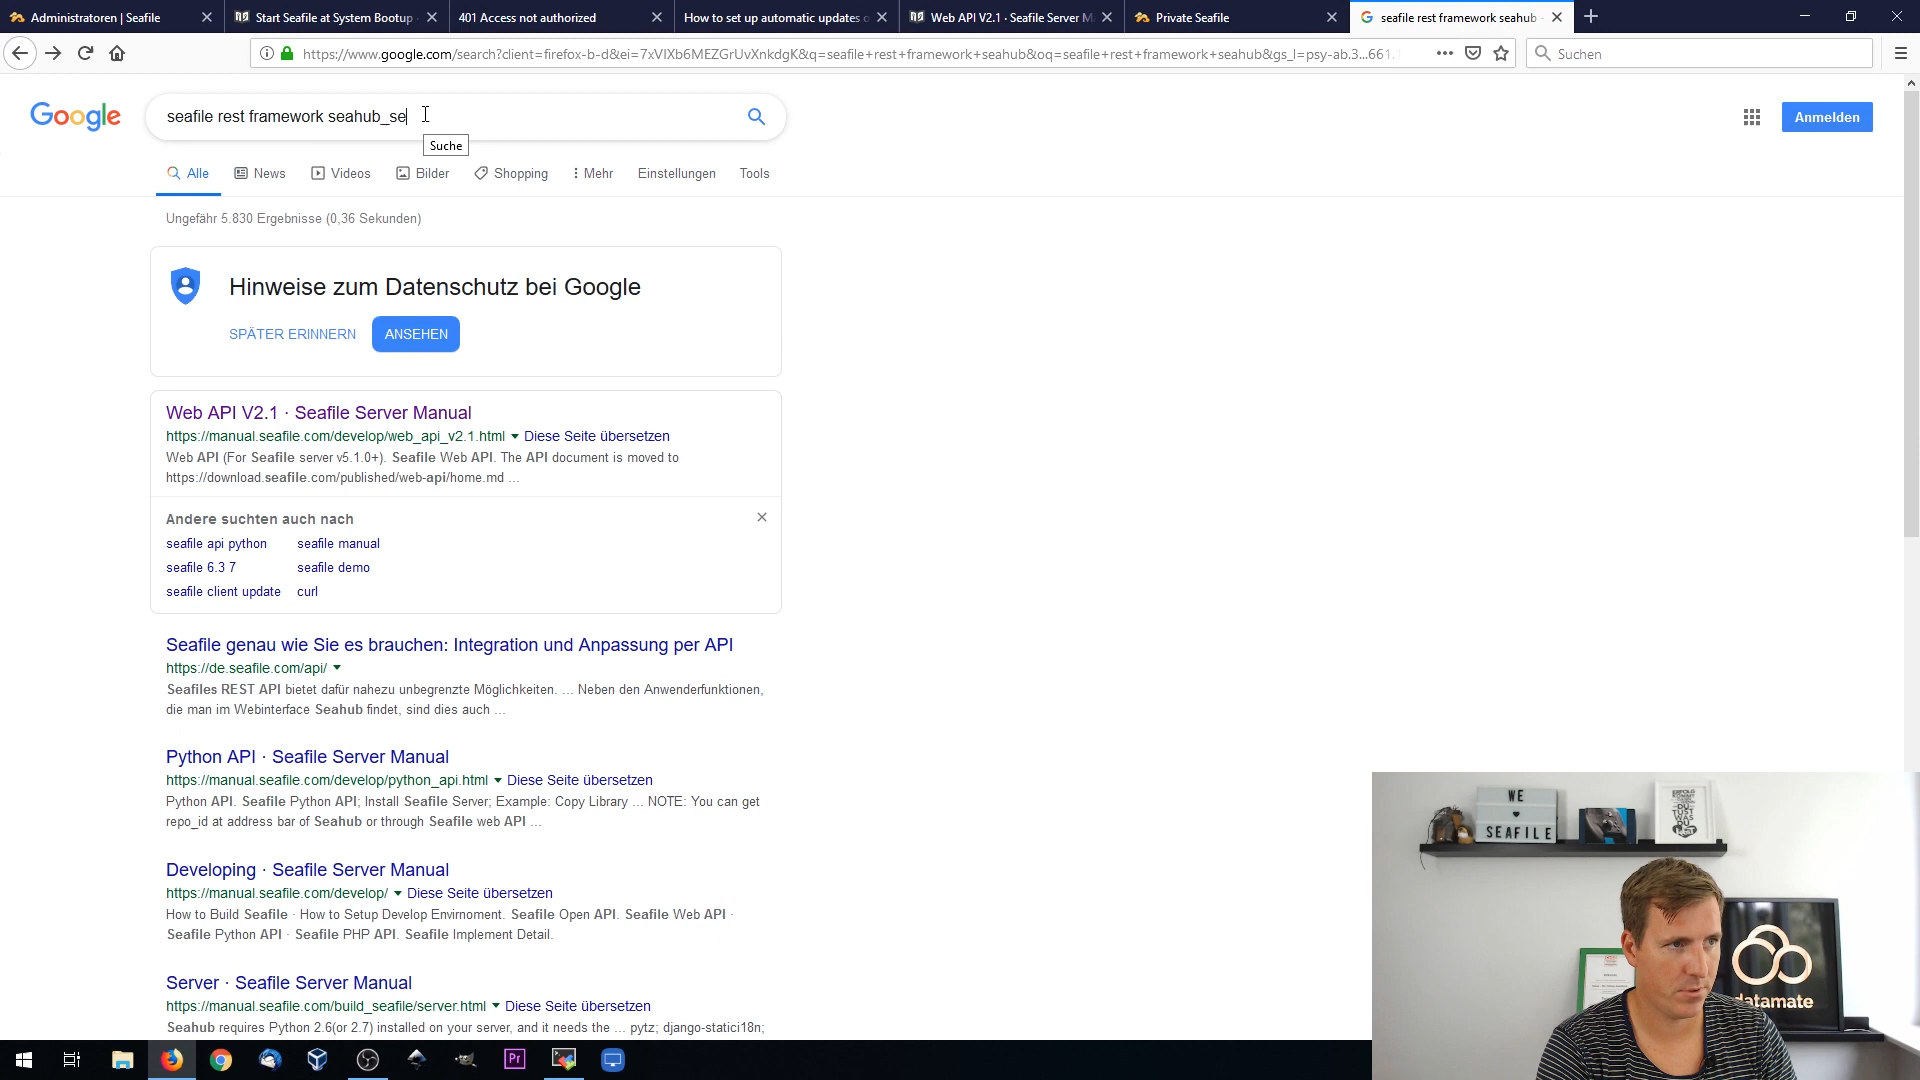 Administratoren | Seafile
Start Seafile at System Bootup
401 Access not authorized
How to set up automatic updates o
Web API V2.1 · Seafile Server M
Private Seafile
seafile rest framework seahub -
https://www.google.com/search?client=firefox-b-d&ei=7xVIXb6MEZGrUvXnkdgK&q=seafile+rest+framework+seahub&oq=seafile+rest+framework+seahub&gs_l=psy-ab.3...661.
Suchen
Google
seafile rest framework seahub_se
Anmelden
Suche
Alle
News
Videos
Bilder
Shopping
Mehr
Einstellungen
Tools
Ungefähr 5.830 Ergebnisse (0,36 Sekunden)
Hinweise zum Datenschutz bei Google
SPÄTER ERINNERN
ANSEHEN
Web API V2.1 · Seafile Server Manual
https://manual.seafile.com/develop/web_api_v2.1.html
Diese Seite übersetzen
Web API (For Seafile server v5.1.0+). Seafile Web API. The API document is moved to
https://download.seafile.com/published/web-api/home.md ...
Andere suchten auch nach
seafile api python
seafile manual
seafile 6.3 7
seafile demo
seafile client update
curl
Seafile genau wie Sie es brauchen: Integration und Anpassung per API
https://de.seafile.com/api/
Seafiles REST API bietet dafür nahezu unbegrenzte Möglichkeiten. ... Neben den Anwenderfunktionen,
die man im Webinterface Seahub findet, sind dies auch ...
Python API · Seafile Server Manual
https://manual.seafile.com/develop/python_api.html
Diese Seite übersetzen
Python API. Seafile Python API; Install Seafile Server; Example: Copy Library ... NOTE: You can get
repo_id at address bar of Seahub or through Seafile web API ...
Developing · Seafile Server Manual
https://manual.seafile.com/develop/
Diese Seite übersetzen
How to Build Seafile · How to Setup Develop Envirnoment. Seafile Open API. Seafile Web API ·
Seafile Python API · Seafile PHP API. Seafile Implement Detail.
Server · Seafile Server Manual
https://manual.seafile.com/build_seafile/server.html
Diese Seite übersetzen
Seahub requires Python 2.6(or 2.7) installed on your server, and it needs the ... pytz; django-statici18n;
Pr
WE
♥
SEAFILE
ERFOLG
KOMMT
DU
TUST
WAS
DU
datamate